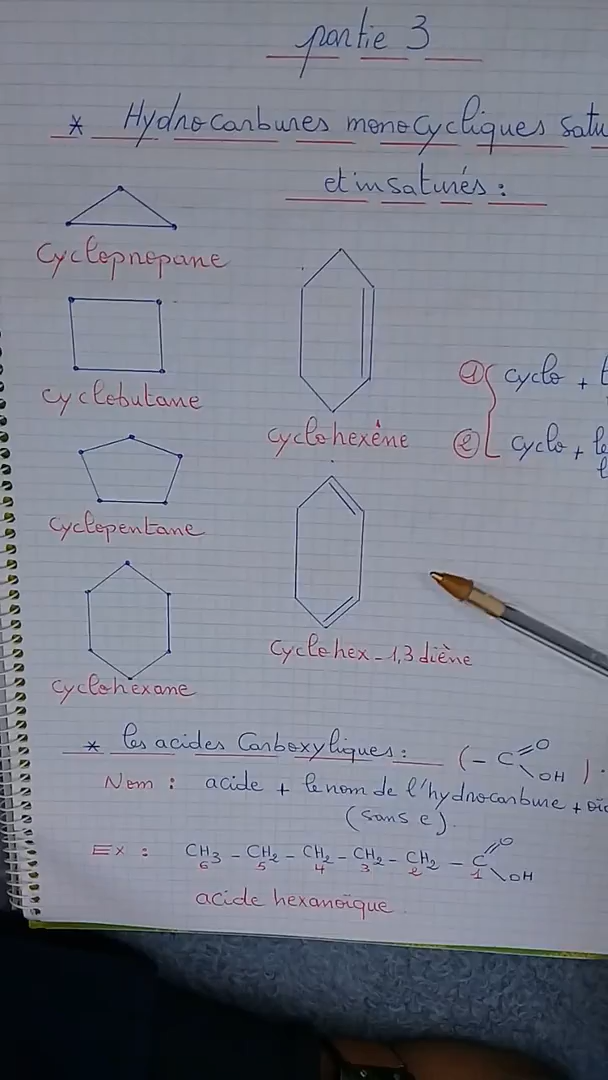 partie 3
* Hydrocarbures monocycliques satu
et insaturés :
cyclopropane
cyclobutane
cyclopentane
cyclohexane
cyclohexène
cyclohex-1,3 diène
① cyclo +
② cyclo + le
* les acides Carboxyliques : (-C=O OH).
Nom : acide + le nom de l'hydrocarbure + oï
(sans e).
Ex : CH3 - CH2 - CH2 - CH2 - CH2 - C=O OH
6 5 4 3 2 1
acide hexanoïque